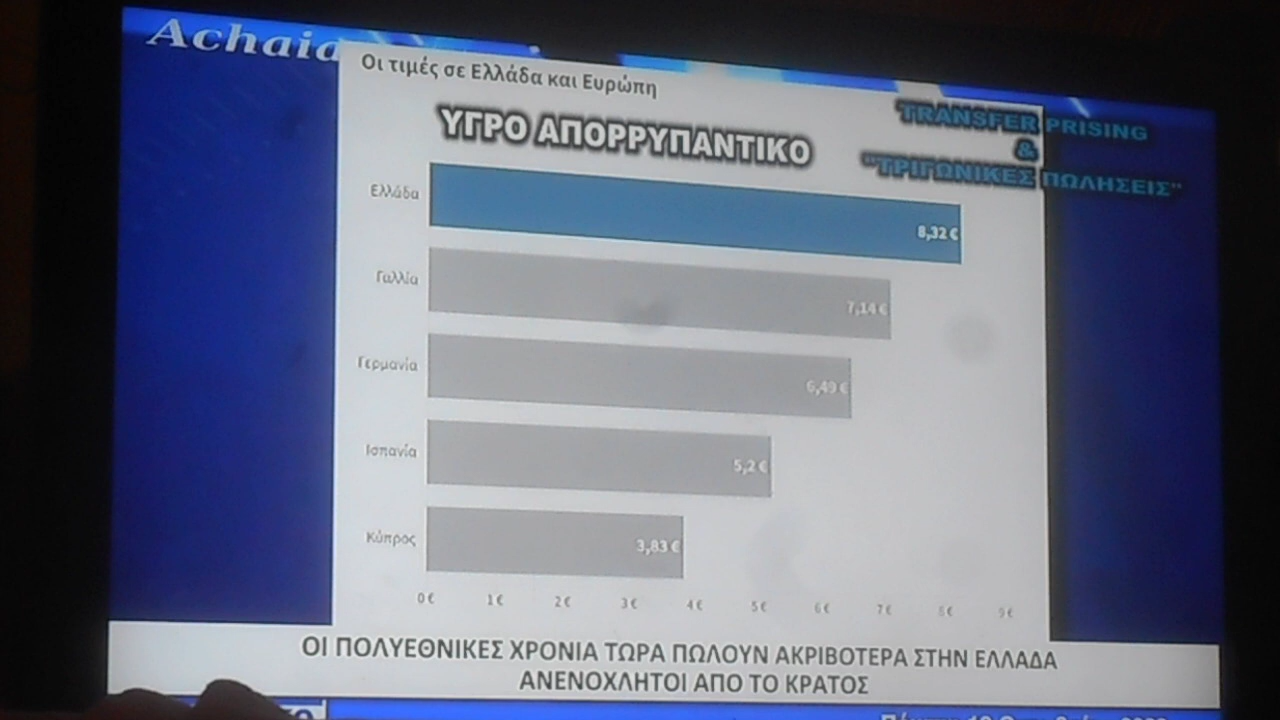 Achaia
Οι τιμές σε Ελλάδα και Ευρώπη
ΥΓΡΟ ΑΠΟΡΡΥΠΑΝΤΙΚΟ
TRANSFER PRISING
&
"ΤΡΙΓΩΝΙΚΕΣ ΠΩΛΗΣΕΙΣ"
Ελλάδα 8,32 €
Γαλλία 7,14 €
Γερμανία 6,49 €
Ισπανία 5,2 €
Κύπρος 3,83 €
0 € 1 € 2 € 3 € 4 € 5 € 6 € 7 € 8 € 9 €
ΟΙ ΠΟΛΥΕΘΝΙΚΕΣ ΧΡΟΝΙΑ ΤΩΡΑ ΠΩΛΟΥΝ ΑΚΡΙΒΟΤΕΡΑ ΣΤΗΝ ΕΛΛΑΔΑ
ΑΝΕΝΟΧΛΗΤΟΙ ΑΠΟ ΤΟ ΚΡΑΤΟΣ